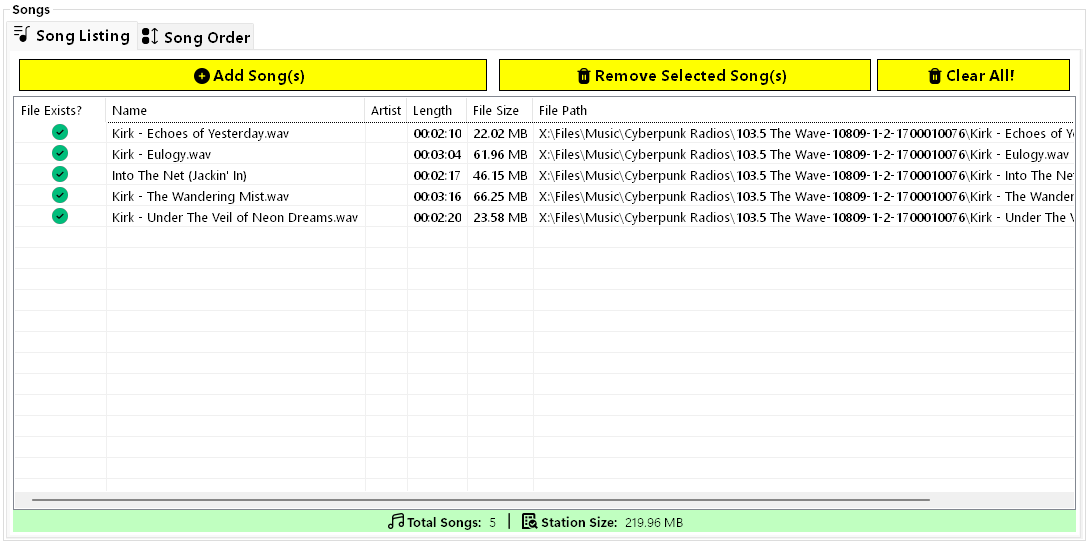 Songs
Song Listing Song Order
Add Song(s) Remove Selected Song(s) Clear All!
File Exists? Name Artist Length File Size File Path
Kirk - Echoes of Yesterday.wav 00:02:10 22.02 MB X:\Files\Music\Cyberpunk Radios\103.5 The Wave-10809-1-2-1700010076\Kirk - Echoes of
Kirk - Eulogy.wav 00:03:04 61.96 MB X:\Files\Music\Cyberpunk Radios\103.5 The Wave-10809-1-2-1700010076\Kirk - Eulogy.wav
Into The Net (Jackin' In) 00:02:17 46.15 MB X:\Files\Music\Cyberpunk Radios\103.5 The Wave-10809-1-2-1700010076\Kirk - Into The Net
Kirk - The Wandering Mist.wav 00:03:16 66.25 MB X:\Files\Music\Cyberpunk Radios\103.5 The Wave-10809-1-2-1700010076\Kirk - The Wander
Kirk - Under The Veil of Neon Dreams.wav 00:02:20 23.58 MB X:\Files\Music\Cyberpunk Radios\103.5 The Wave-10809-1-2-1700010076\Kirk - Under The
Total Songs: 5 | Station Size: 219.96 MB